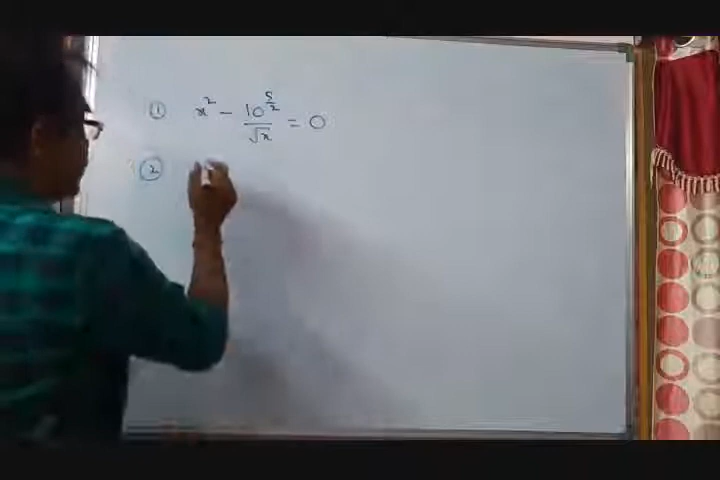 ① x² - 10^(5/2)/√x = 0
②